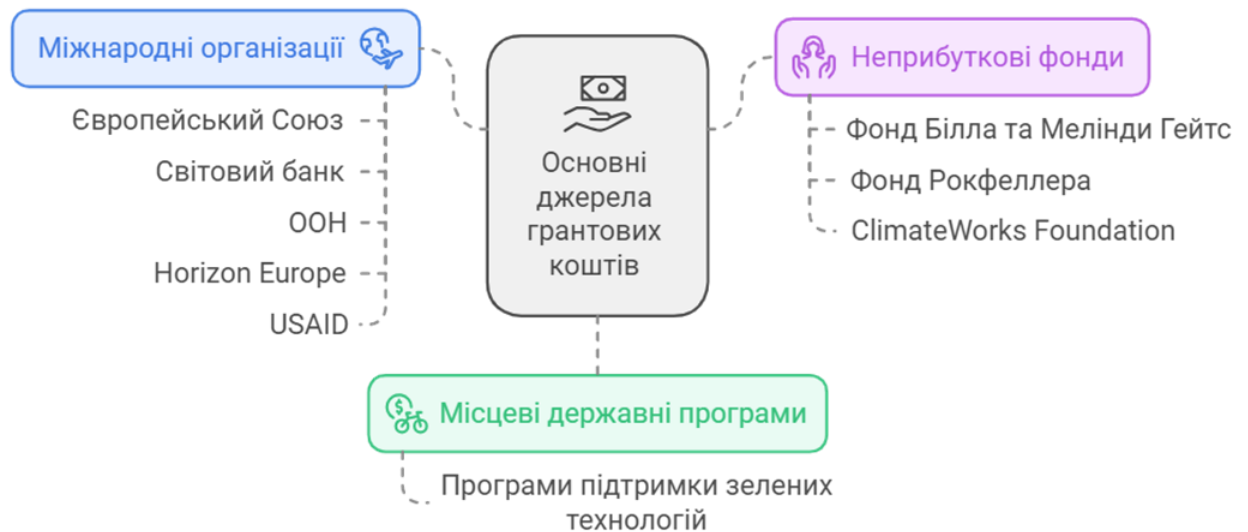 Міжнародні організації
Європейський Союз
Світовий банк
ООН
Horizon Europe
USAID
Основні
джерела
грантових
коштів
Неприбуткові фонди
Фонд Білла та Мелінди Гейтс
Фонд Рокфеллера
ClimateWorks Foundation
Місцеві державні програми
Програми підтримки зелених
технологій